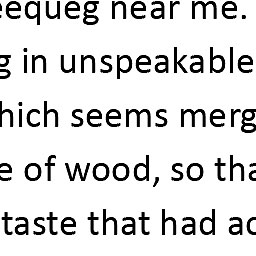 eequeg near me.
g in unspeakable
hich seems merg
e of wood, so tha
taste that had ac